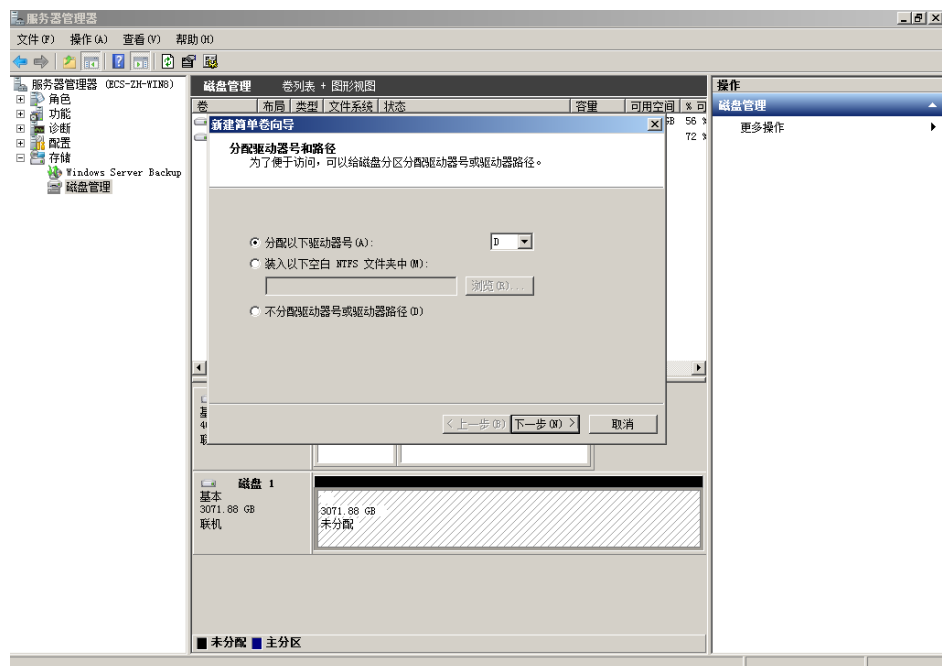 服务器管理器
文件(F) 操作(A) 查看(V) 帮助(H)
服务器管理器 (ECS-ZH-WIN8)
角色
功能
诊断
配置
存储
Windows Server Backup
磁盘管理
磁盘管理 卷列表 + 图形视图
卷 布局 类型 文件系统 状态 容量 可用空间 % 可
GB 56 %
72 %
新建简单卷向导
分配驱动器号和路径
为了便于访问，可以给磁盘分区分配驱动器号或驱动器路径。
分配以下驱动器号(A): D
装入以下空白 NTFS 文件夹中(M):
浏览(R)...
不分配驱动器号或驱动器路径(D)
< 上一步(B) 下一步(N) > 取消
磁盘 1
基本
3071.88 GB
联机
3071.88 GB
未分配
未分配 主分区
操作
磁盘管理
更多操作